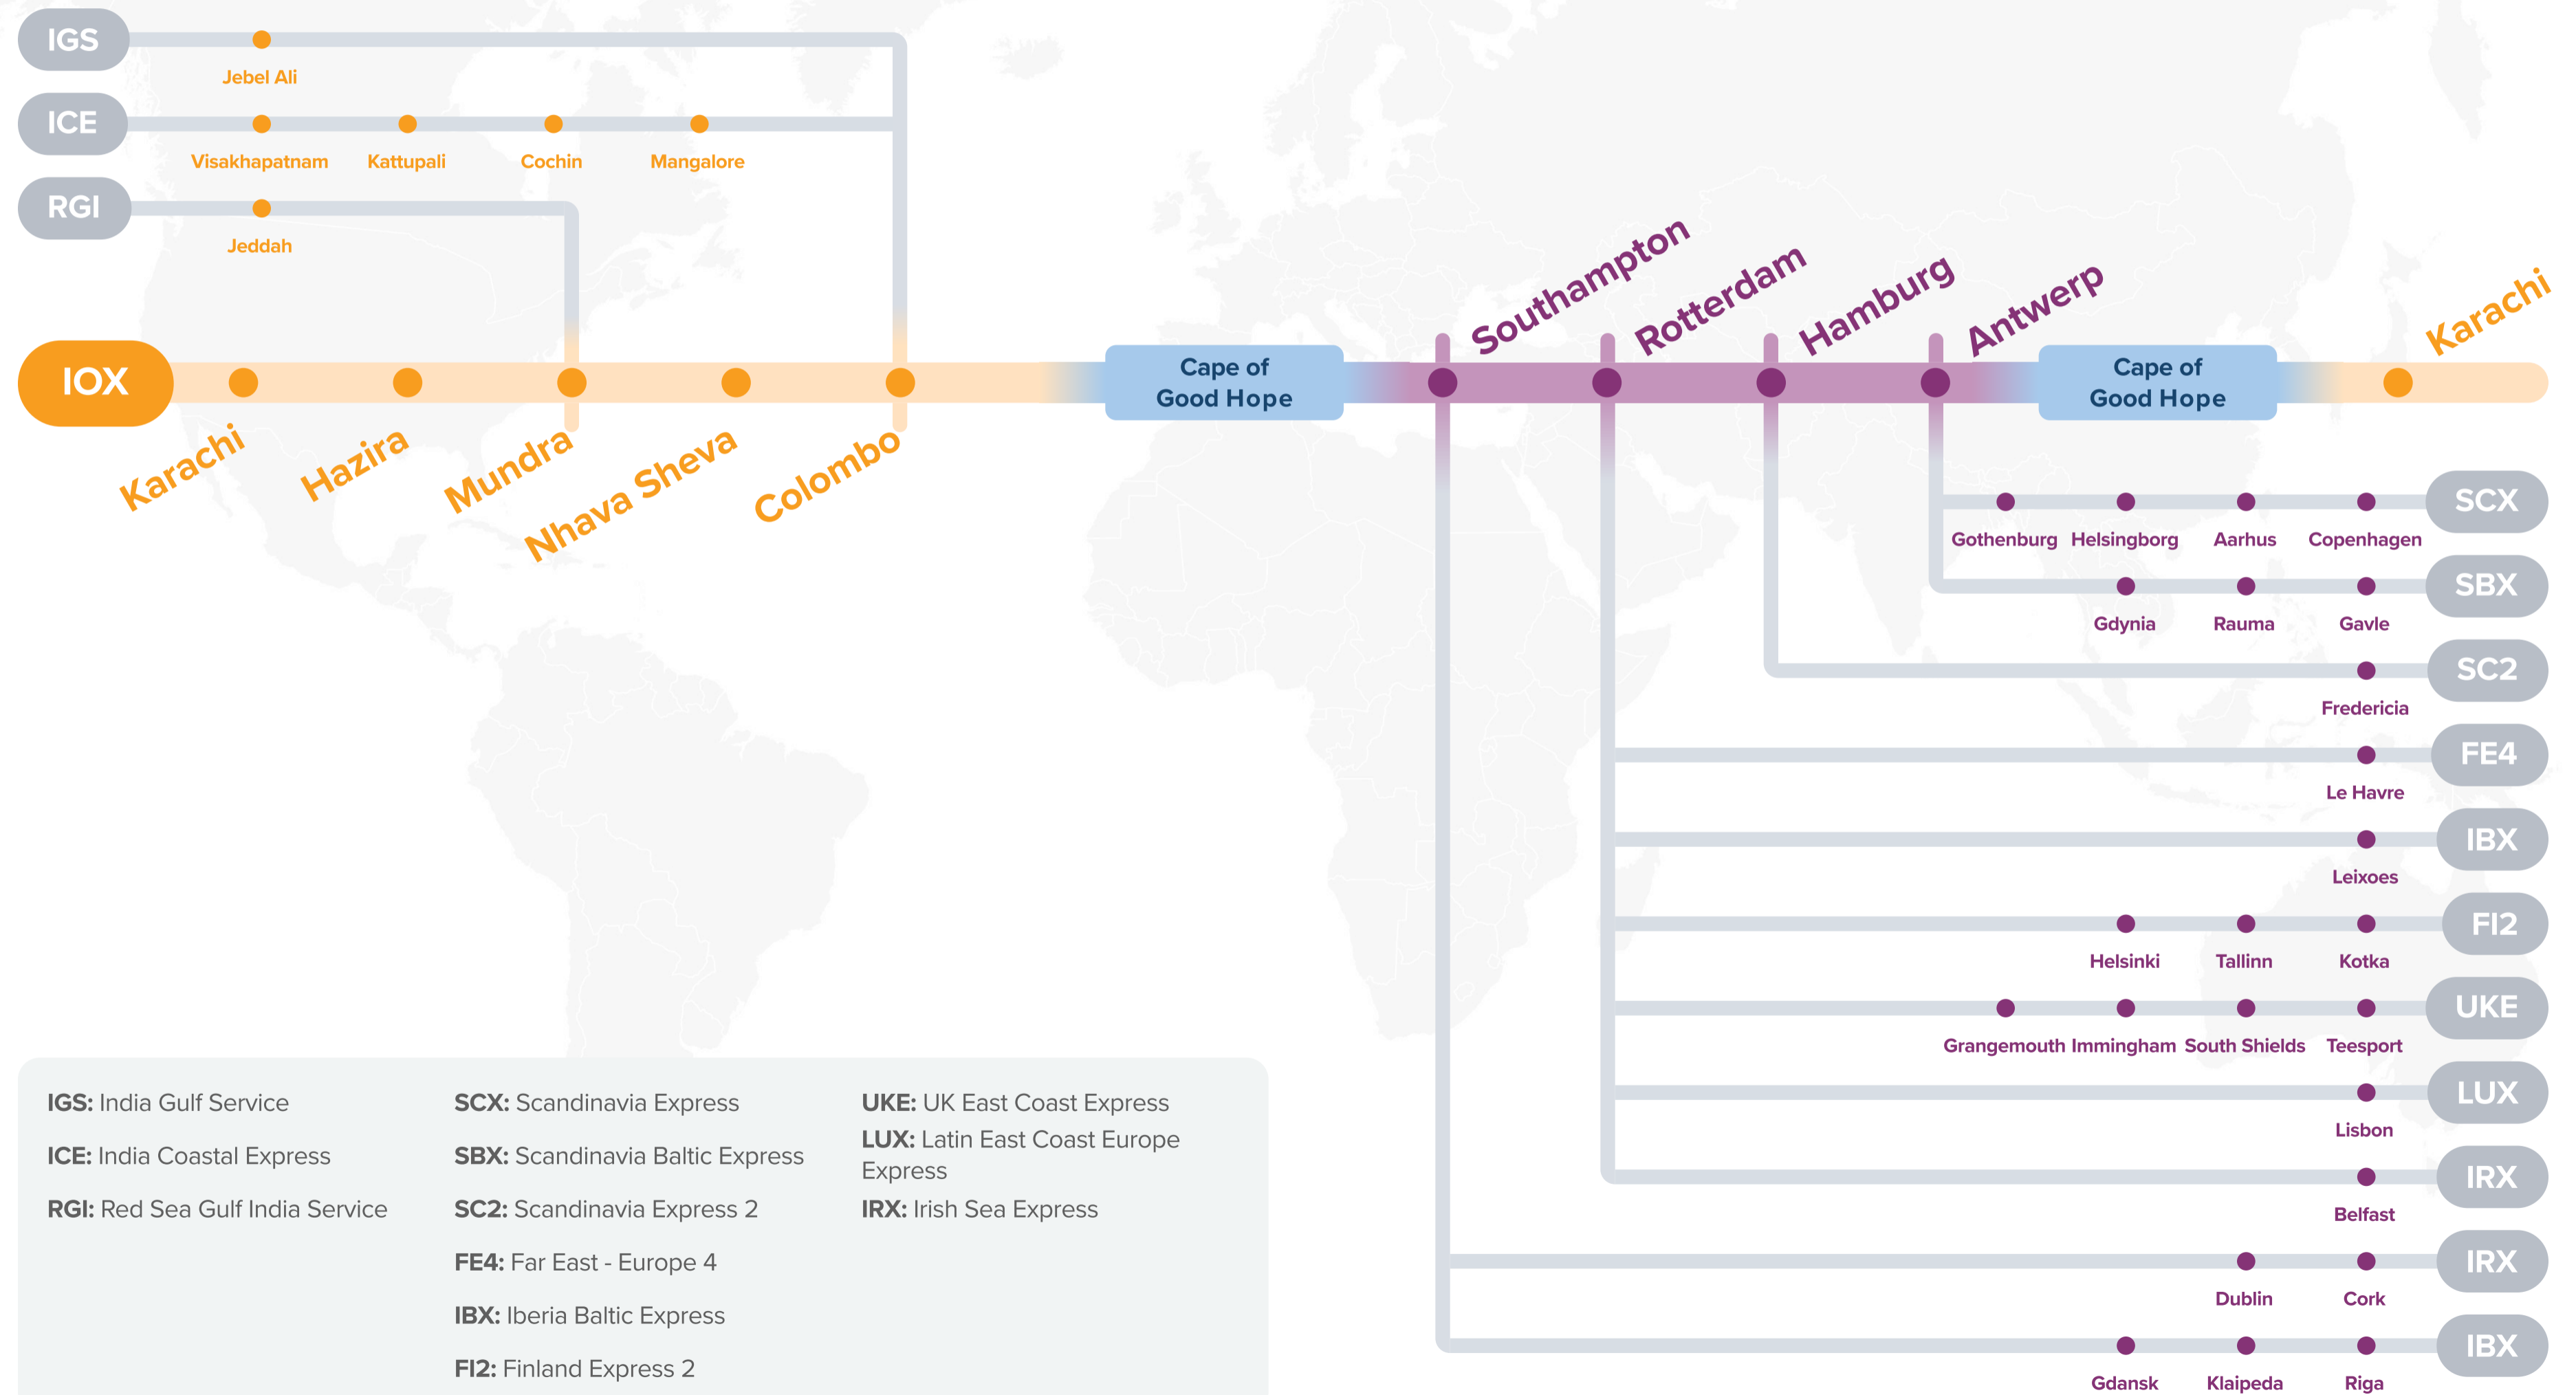 IGS
Jebel Ali
ICE
Visakhapatnam Kattupali Cochin Mangalore
RGI
Jeddah
Southampton
Rotterdam
Hamburg
Antwerp
Karachi
IOX
Cape of
Good Hope
Cape of
Good Hope
Karachi
Hazira
Mundra
Nhava Sheva
Colombo
SCX
Gothenburg Helsingborg Aarhus Copenhagen
SBX
Gdynia Rauma Gavle
SC2
Fredericia
FE4
Le Havre
IBX
Leixoes
FI2
Helsinki Tallinn Kotka
UKE
Grangemouth Immingham South Shields Teesport
LUX
Lisbon
IRX
Belfast
IRX
Dublin Cork
IBX
Gdansk Klaipeda Riga
IGS: India Gulf Service
ICE: India Coastal Express
RGI: Red Sea Gulf India Service
SCX: Scandinavia Express
SBX: Scandinavia Baltic Express
SC2: Scandinavia Express 2
FE4: Far East - Europe 4
IBX: Iberia Baltic Express
FI2: Finland Express 2
UKE: UK East Coast Express
LUX: Latin East Coast Europe
Express
IRX: Irish Sea Express